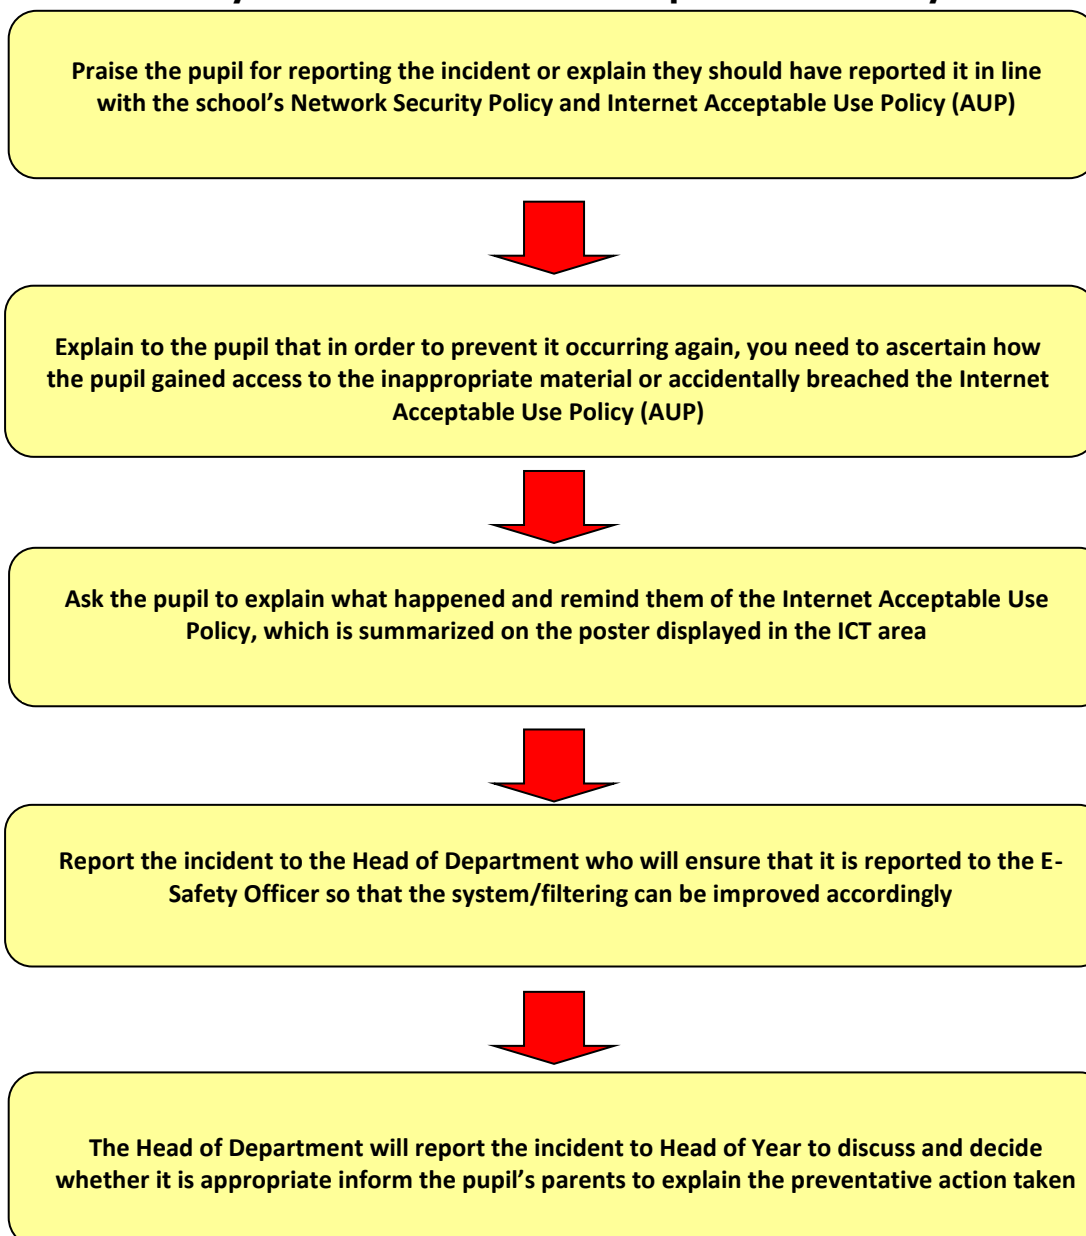 Praise the pupil for reporting the incident or explain they should have reported it in line
with the school’s Network Security Policy and Internet Acceptable Use Policy (AUP)
Explain to the pupil that in order to prevent it occurring again, you need to ascertain how
the pupil gained access to the inappropriate material or accidentally breached the Internet
Acceptable Use Policy (AUP)
Ask the pupil to explain what happened and remind them of the Internet Acceptable Use
Policy, which is summarized on the poster displayed in the ICT area
Report the incident to the Head of Department who will ensure that it is reported to the E-
Safety Officer so that the system/filtering can be improved accordingly
The Head of Department will report the incident to Head of Year to discuss and decide
whether it is appropriate inform the pupil’s parents to explain the preventative action taken